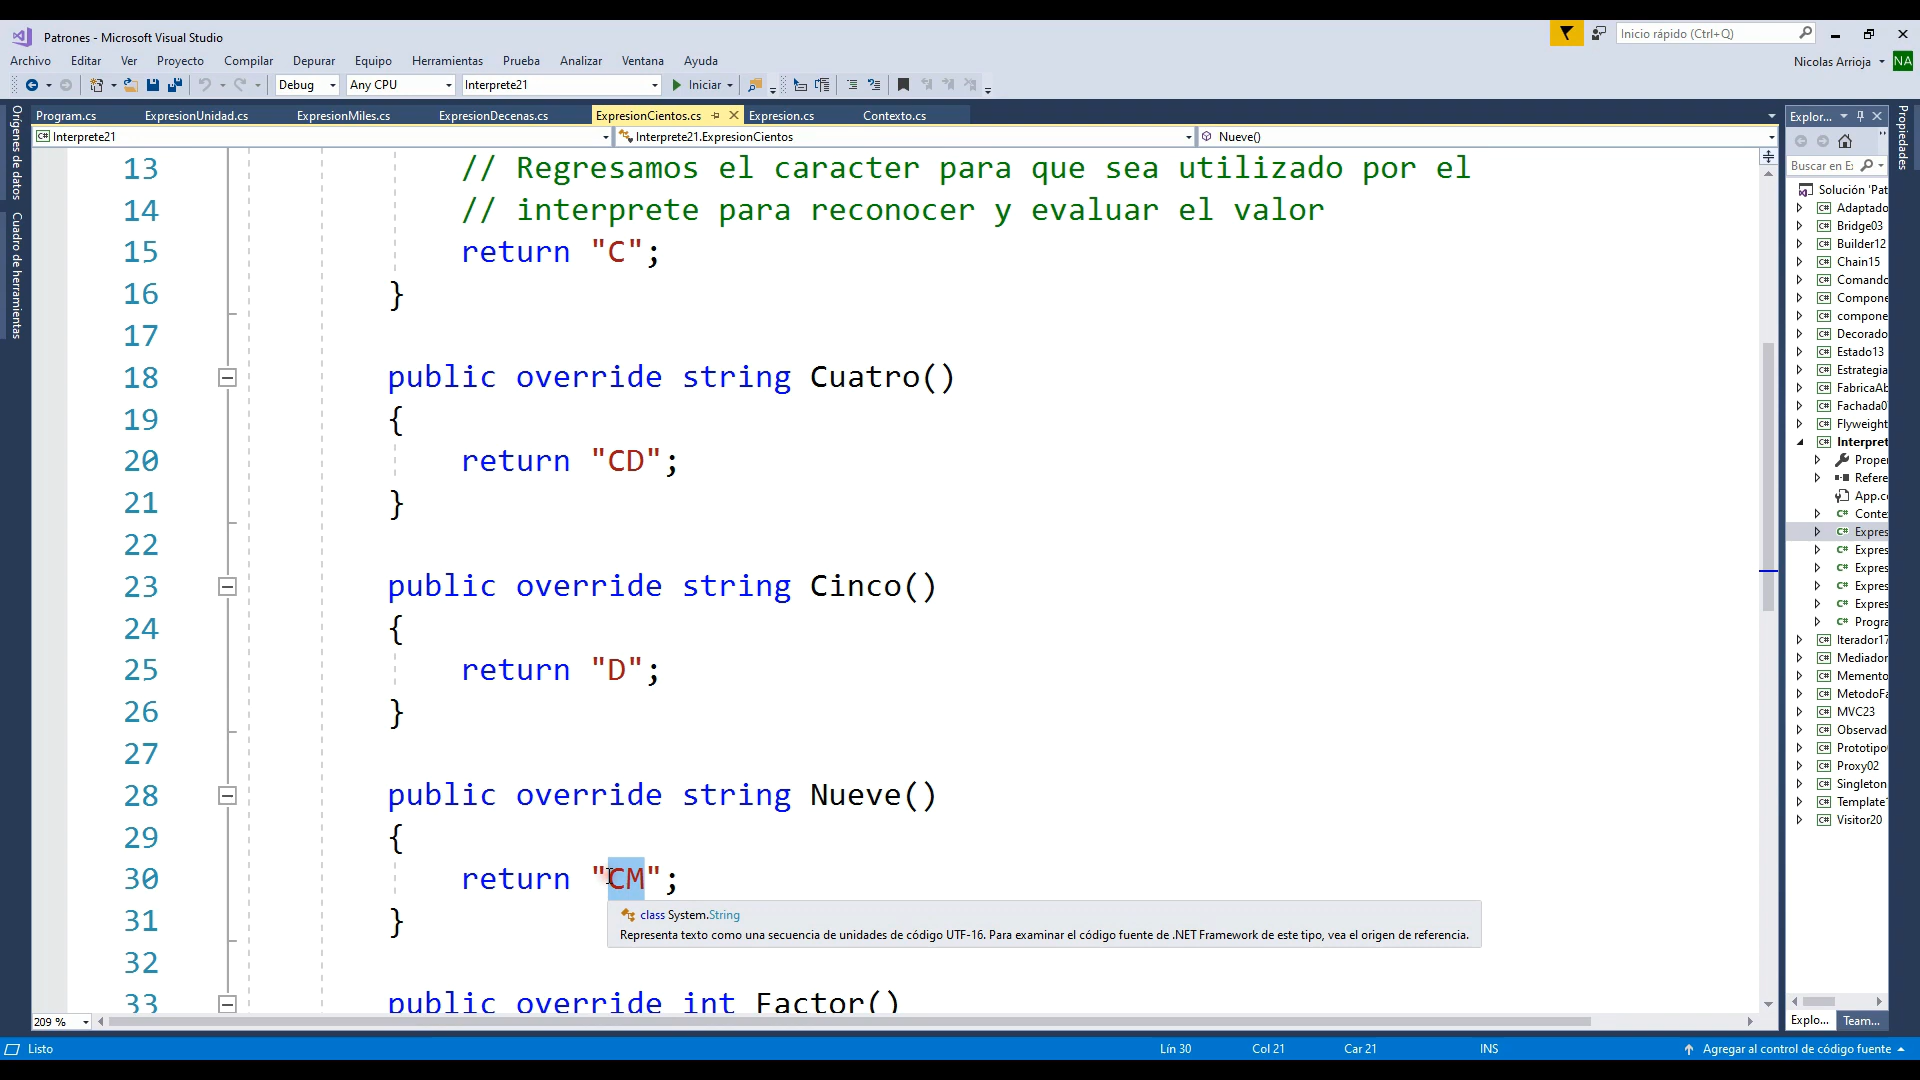 Patrones - Microsoft Visual Studio
Inicio rápido (Ctrl+Q)
Archivo Editar Ver Proyecto Compilar Depurar Equipo Herramientas Prueba Analizar Ventana Ayuda
Nicolas Arrioja NA
Debug Any CPU Interprete21 Iniciar
Program.cs ExpresionUnidad.cs ExpresionMiles.cs ExpresionDecenas.cs ExpresionCientos.cs Expresion.cs Contexto.cs
Interprete21 Interprete21.ExpresionCientos Nueve()
Orígenes de datos
Cuadro de herramientas
13 // Regresamos el caracter para que sea utilizado por el
14 // interprete para reconocer y evaluar el valor
15 return "C";
16 }
17
18 public override string Cuatro()
19 {
20 return "CD";
21 }
22
23 public override string Cinco()
24 {
25 return "D";
26 }
27
28 public override string Nueve()
29 {
30 return "CM";
31 }
32
33 public override int Factor()
class System.String
Representa texto como una secuencia de unidades de código UTF-16. Para examinar el código fuente de .NET Framework de este tipo, vea el origen de referencia.
209 %
Explor...
Buscar en E
Solución 'Pat
Adaptado
Bridge03
Builder12
Chain15
Comando
Compone
compone
Decorado
Estado13
Estrategia
FabricaAb
Fachada0
Flyweight
Interpret
Proper
Refere
App.c
Conte
Expres
Expres
Expres
Expres
Expres
Progra
Iterador17
Mediador
Memento
MetodoFa
MVC23
Observad
Prototipo
Proxy02
Singleton
Template
Visitor20
Explo... Team...
Propiedades
Listo Lín 30 Col 21 Car 21 INS Agregar al control de código fuente